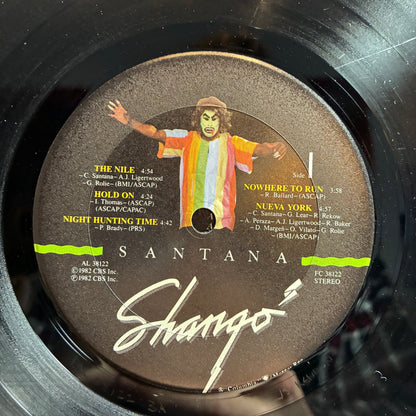 Side 1
THE NILE 4:54
– C. Santana – A.J. Ligertwood
– G. Rolie – (BMI/ASCAP)
HOLD ON 4:24
– I. Thomas – (ASCAP)
(ASCAP/CAPAC)
NIGHT HUNTING TIME 4:42
– P. Brady – (PRS)
NOWHERE TO RUN 3:58
– R. Ballard – (ASCAP)
NUEVA YORK 4:57
– C. Santana – G. Lear – R. Rekow
– A. Peraza – A.J. Ligertwood – R. Baker
– D. Margen – O. Vilato – G. Rolie
– (BMI/ASCAP)
SANTANA
AL 38122
Ⓒ 1982 CBS Inc.
Ⓟ 1982 CBS Inc.
FC 38122
STEREO
Shangó